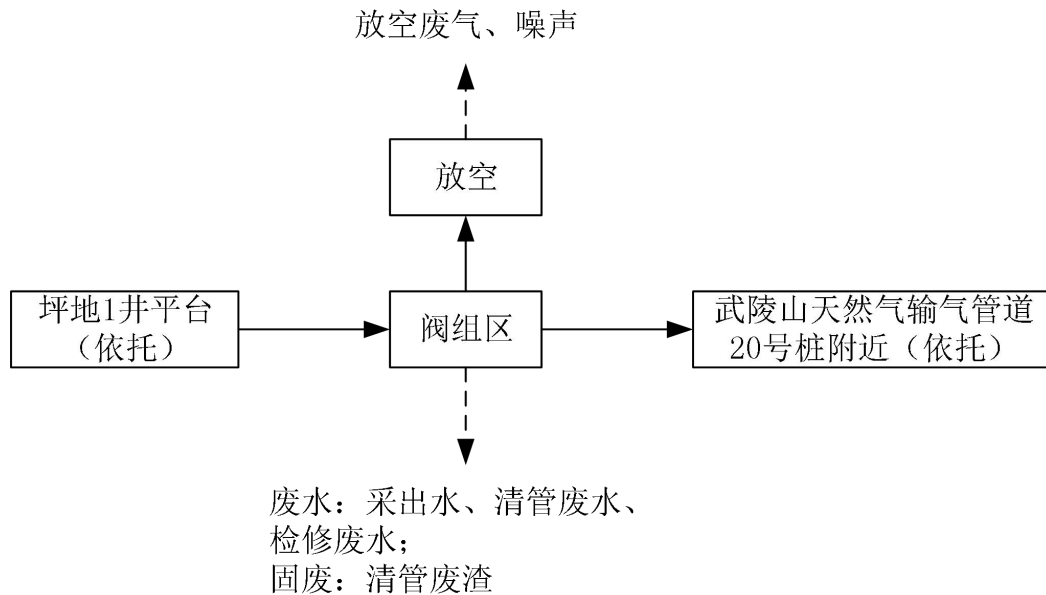 放空废气、噪声
放空
坪地1井平台
（依托）
阀组区
武陵山天然气输气管道
20号桩附近（依托）
废水：采出水、清管废水、
检修废水；
固废：清管废渣